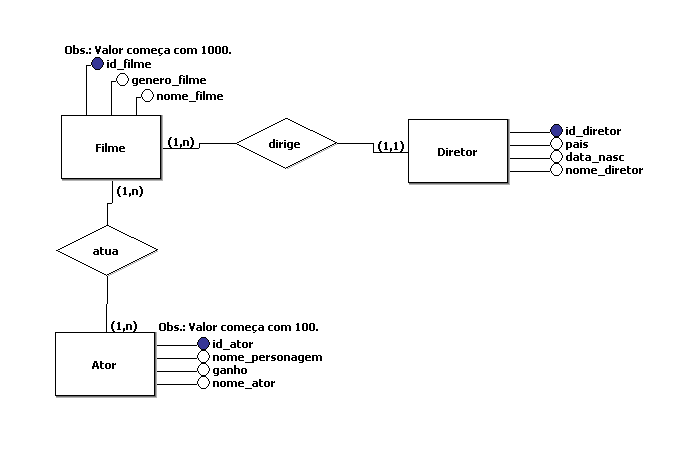 Obs.: Valor começa com 1000.
id_filme
genero_filme
nome_filme
Filme
(1,n)
dirige
(1,1)
Diretor
id_diretor
pais
data_nasc
nome_diretor
(1,n)
atua
(1,n)
Obs.: Valor começa com 100.
Ator
id_ator
nome_personagem
ganho
nome_ator